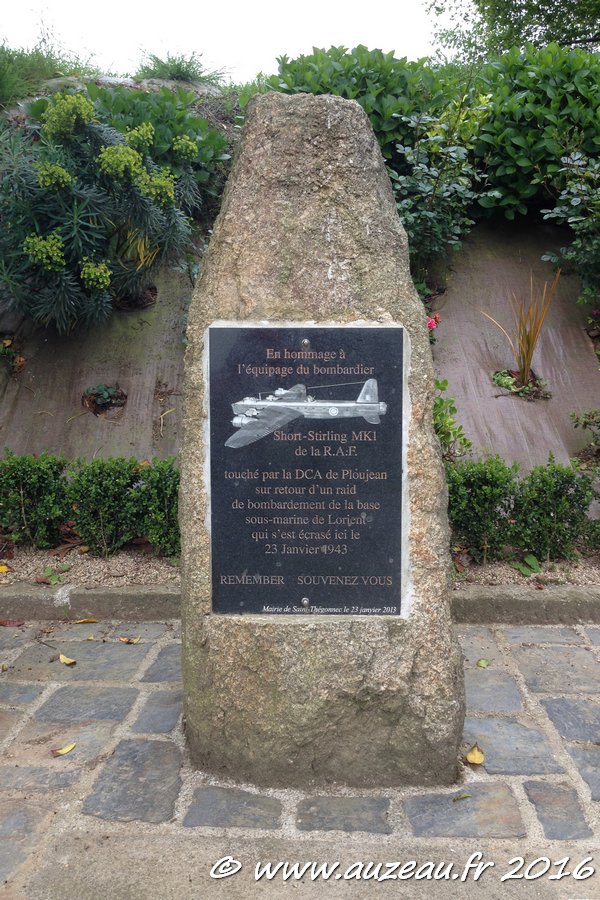 En hommage à
l'équipage du bombardier
Short-Stirling MK1
de la R.A.F.
touché par la DCA de Ploujean
sur retour d'un raid
de bombardement de la base
sous-marine de Lorient
qui s'est écrasé ici le
23 Janvier 1943
REMEMBER SOUVENEZ VOUS
Mairie de Saint-Thégonnec le 23 janvier 2013
© www.auzeau.fr 2016